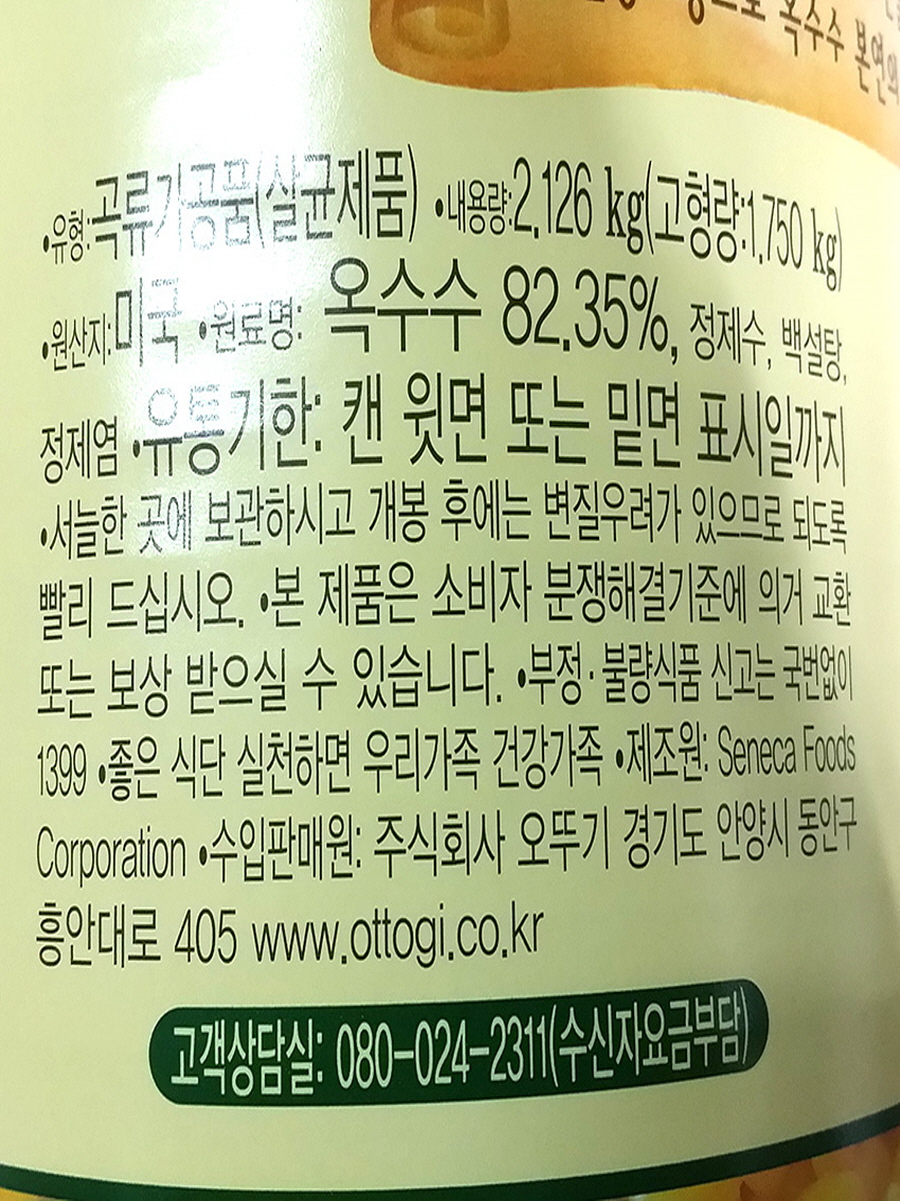 옥수수 본연의
•유형:곡류가공품(살균제품) •내용량:2,126 kg(고형량:1,750 kg)
•원산지:미국 •원료명: 옥수수 82.35%, 정제수, 백설탕,
정제염 •유통기한: 캔 윗면 또는 밑면 표시일까지
•서늘한 곳에 보관하시고 개봉 후에는 변질우려가 있으므로 되도록
빨리 드십시오. •본 제품은 소비자 분쟁해결기준에 의거 교환
또는 보상 받으실 수 있습니다. •부정·불량식품 신고는 국번없이
1399 •좋은 식단 실천하면 우리가족 건강가족 •제조원: Seneca Foods
Corporation •수입판매원: 주식회사 오뚜기 경기도 안양시 동안구
흥안대로 405 www.ottogi.co.kr
고객상담실: 080-024-2311(수신자요금부담)